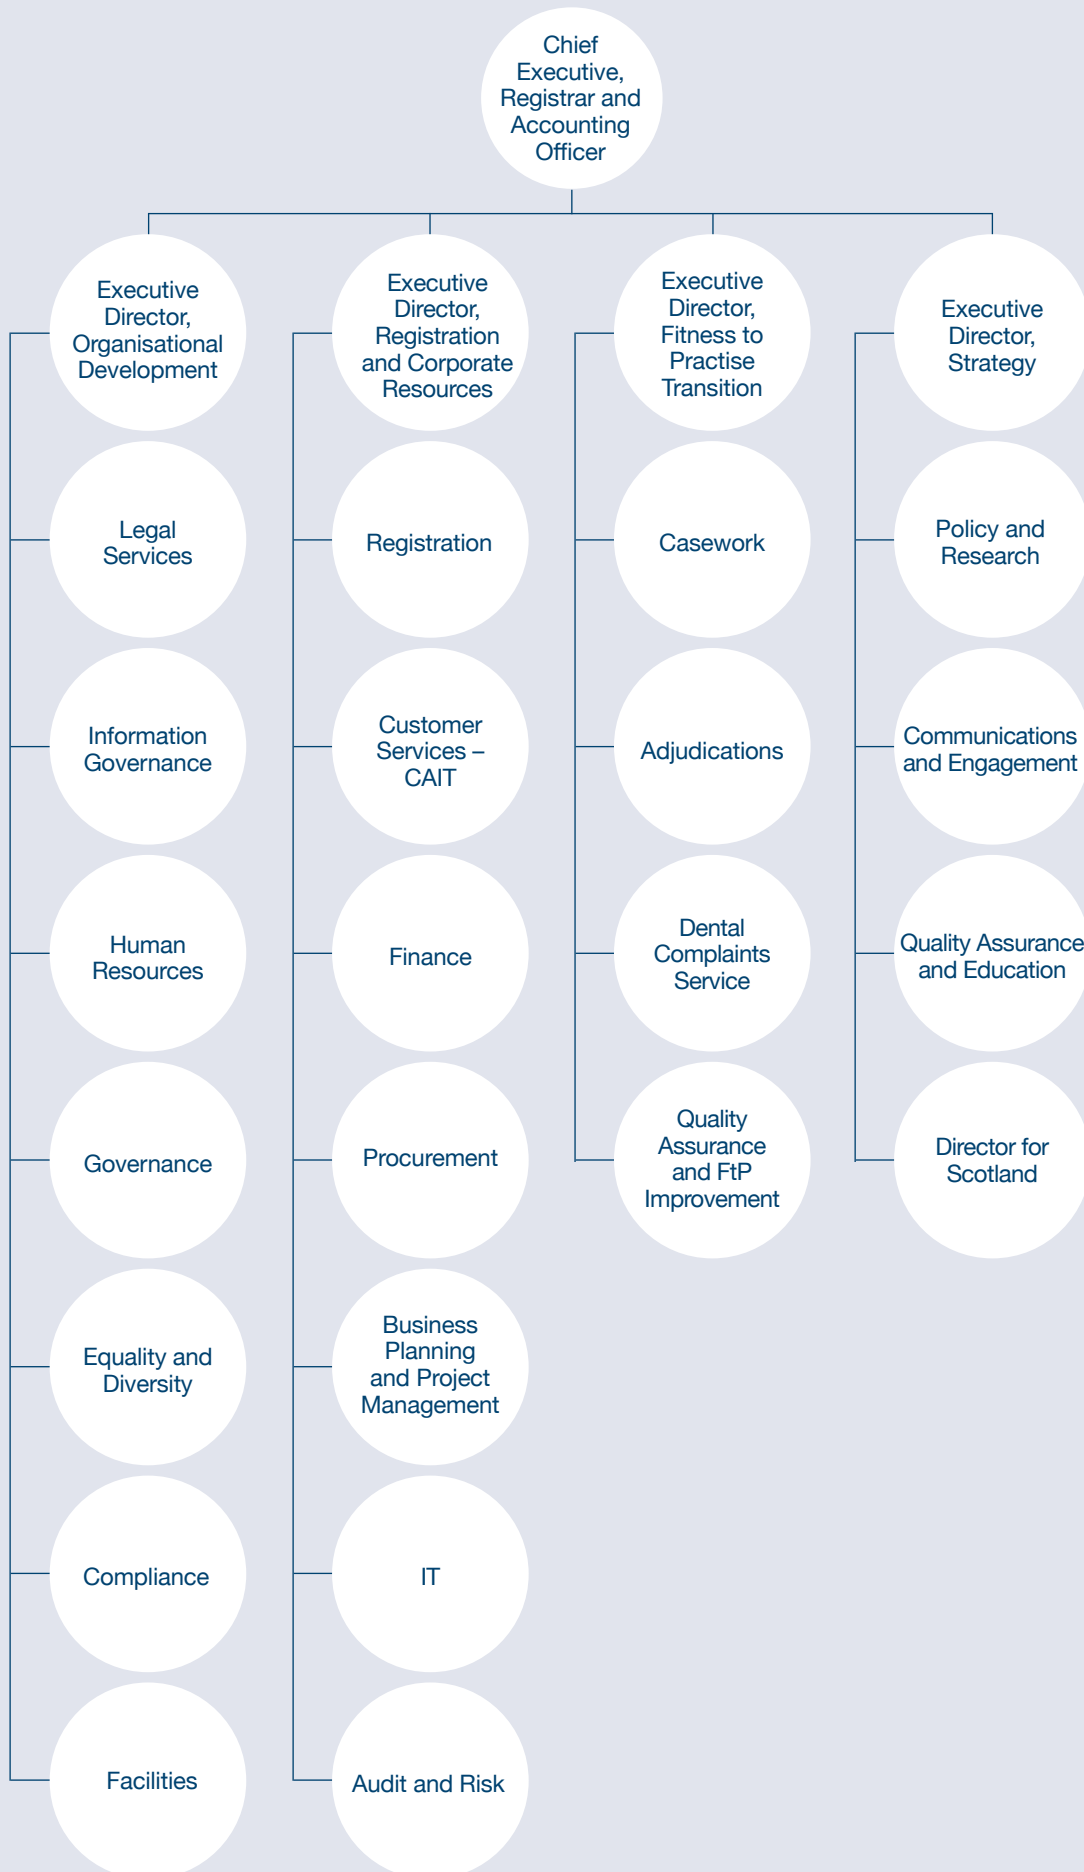 Chief
Executive,
Registrar and
Accounting
Officer
Executive
Director,
Organisational
Development
Legal
Services
Information
Governance
Human
Resources
Governance
Equality and
Diversity
Compliance
Facilities
Executive
Director,
Registration
and Corporate
Resources
Registration
Customer
Services –
CAIT
Finance
Procurement
Business
Planning
and Project
Management
IT
Audit and Risk
Executive
Director,
Fitness to
Practise
Transition
Casework
Adjudications
Dental
Complaints
Service
Quality
Assurance
and FtP
Improvement
Executive
Director,
Strategy
Policy and
Research
Communications
and Engagement
Quality Assurance
and Education
Director for
Scotland